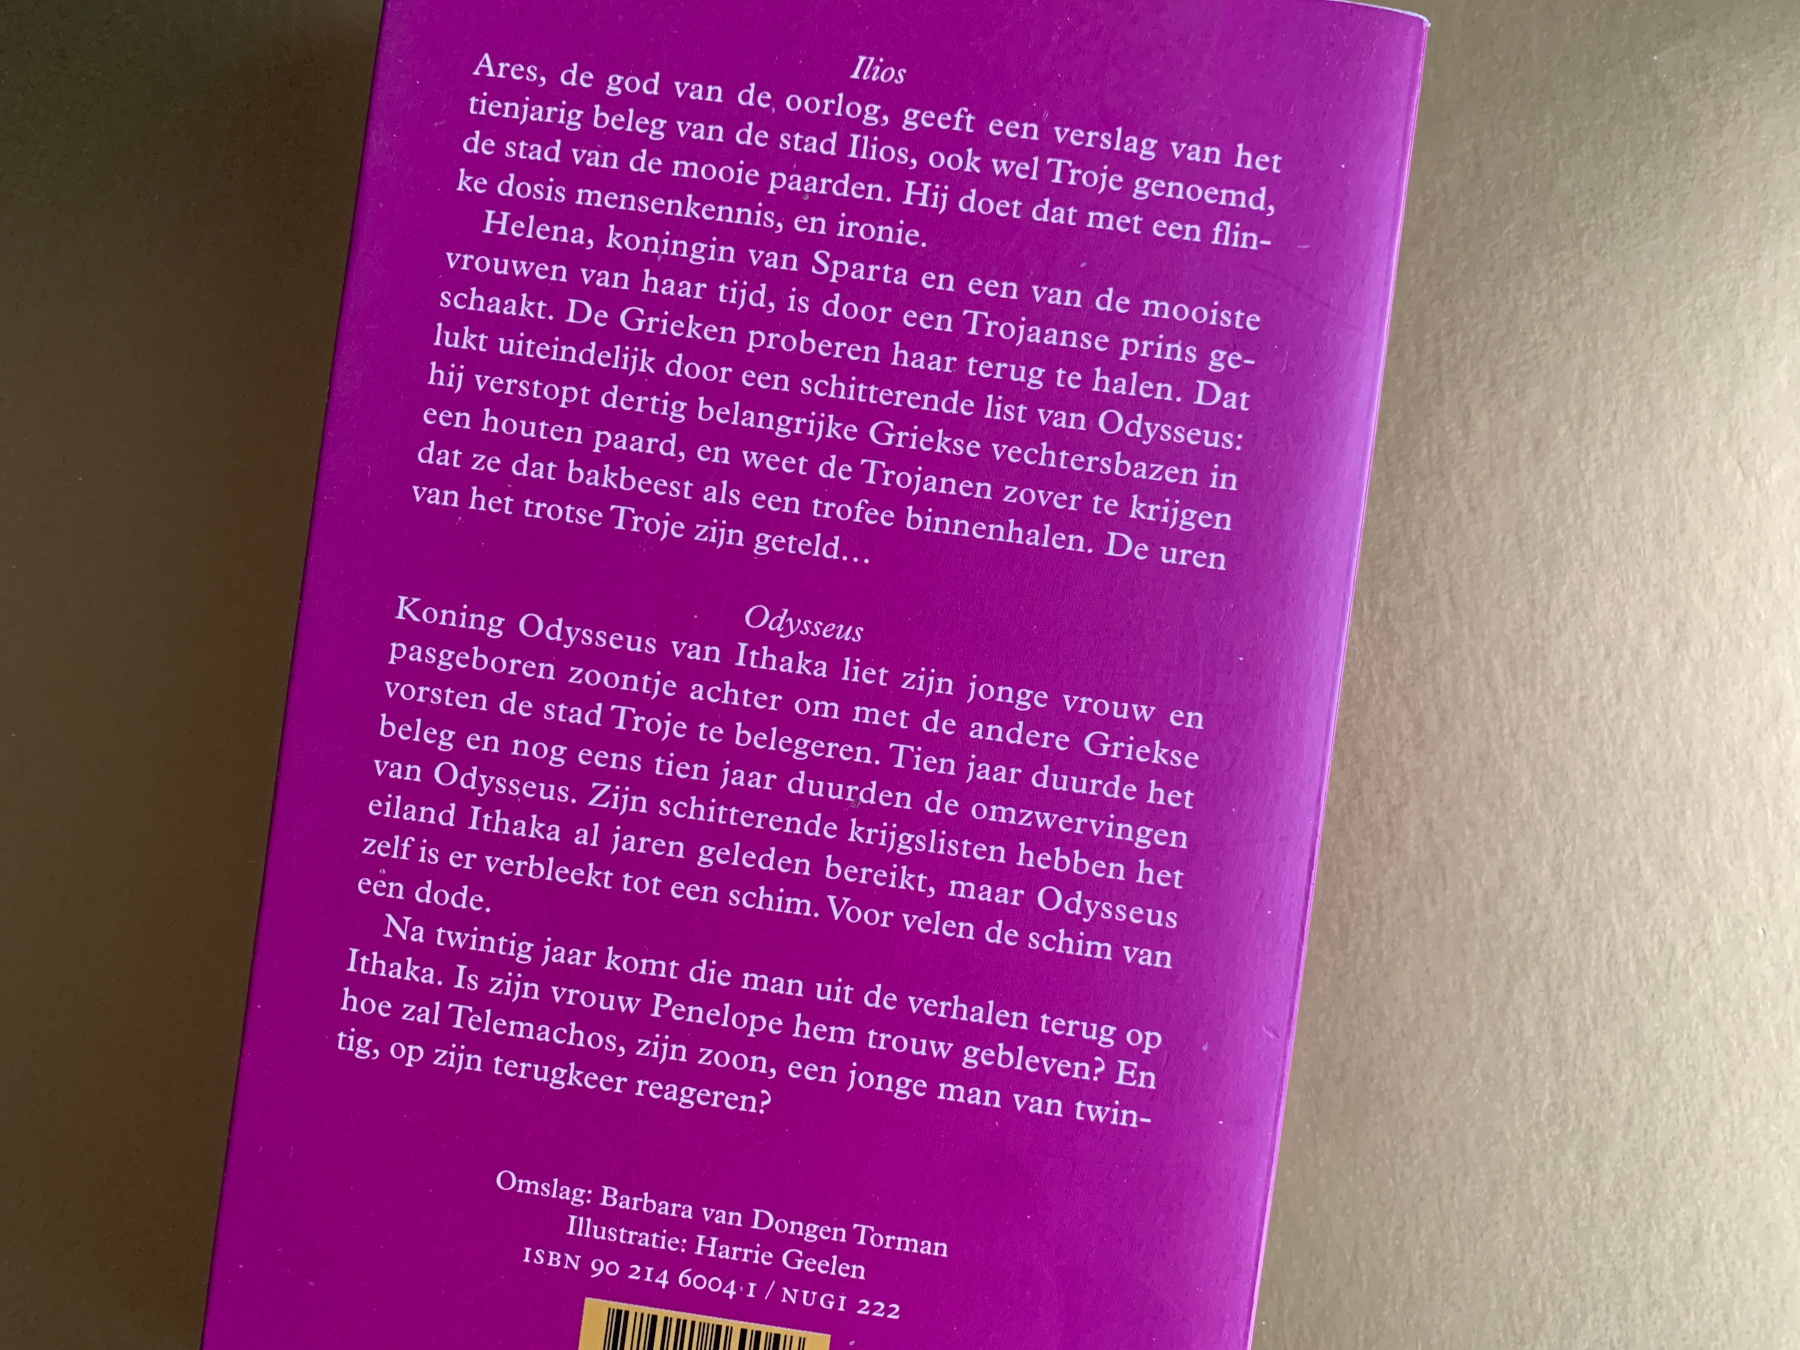 Ilios
Ares, de god van de oorlog, geeft een verslag van het
tienjarig beleg van de stad Ilios, ook wel Troje genoemd,
de stad van de mooie paarden. Hij doet dat met een flin-
ke dosis mensenkennis, en ironie.
Helena, koningin van Sparta en een van de mooiste
vrouwen van haar tijd, is door een Trojaanse prins ge-
schaakt. De Grieken proberen haar terug te halen. Dat
lukt uiteindelijk door een schitterende list van Odysseus:
hij verstopt dertig belangrijke Griekse vechtersbazen in
een houten paard, en weet de Trojanen zover te krijgen
dat ze dat bakbeest als een trofee binnenhalen. De uren
van het trotse Troje zijn geteld...
Odysseus
Koning Odysseus van Ithaka liet zijn jonge vrouw en
pasgeboren zoontje achter om met de andere Griekse
vorsten de stad Troje te belegeren. Tien jaar duurde het
beleg en nog eens tien jaar duurden de omzwervingen
van Odysseus. Zijn schitterende krijgslisten hebben het
eiland Ithaka al jaren geleden bereikt, maar Odysseus
zelf is er verbleekt tot een schim. Voor velen de schim van
een dode.
Na twintig jaar komt die man uit de verhalen terug op
Ithaka. Is zijn vrouw Penelope hem trouw gebleven? En
hoe zal Telemachos, zijn zoon, een jonge man van twin-
tig, op zijn terugkeer reageren?
Omslag: Barbara van Dongen Torman
Illustratie: Harrie Geelen
ISBN 90 214 6004·1 / NUGI 222